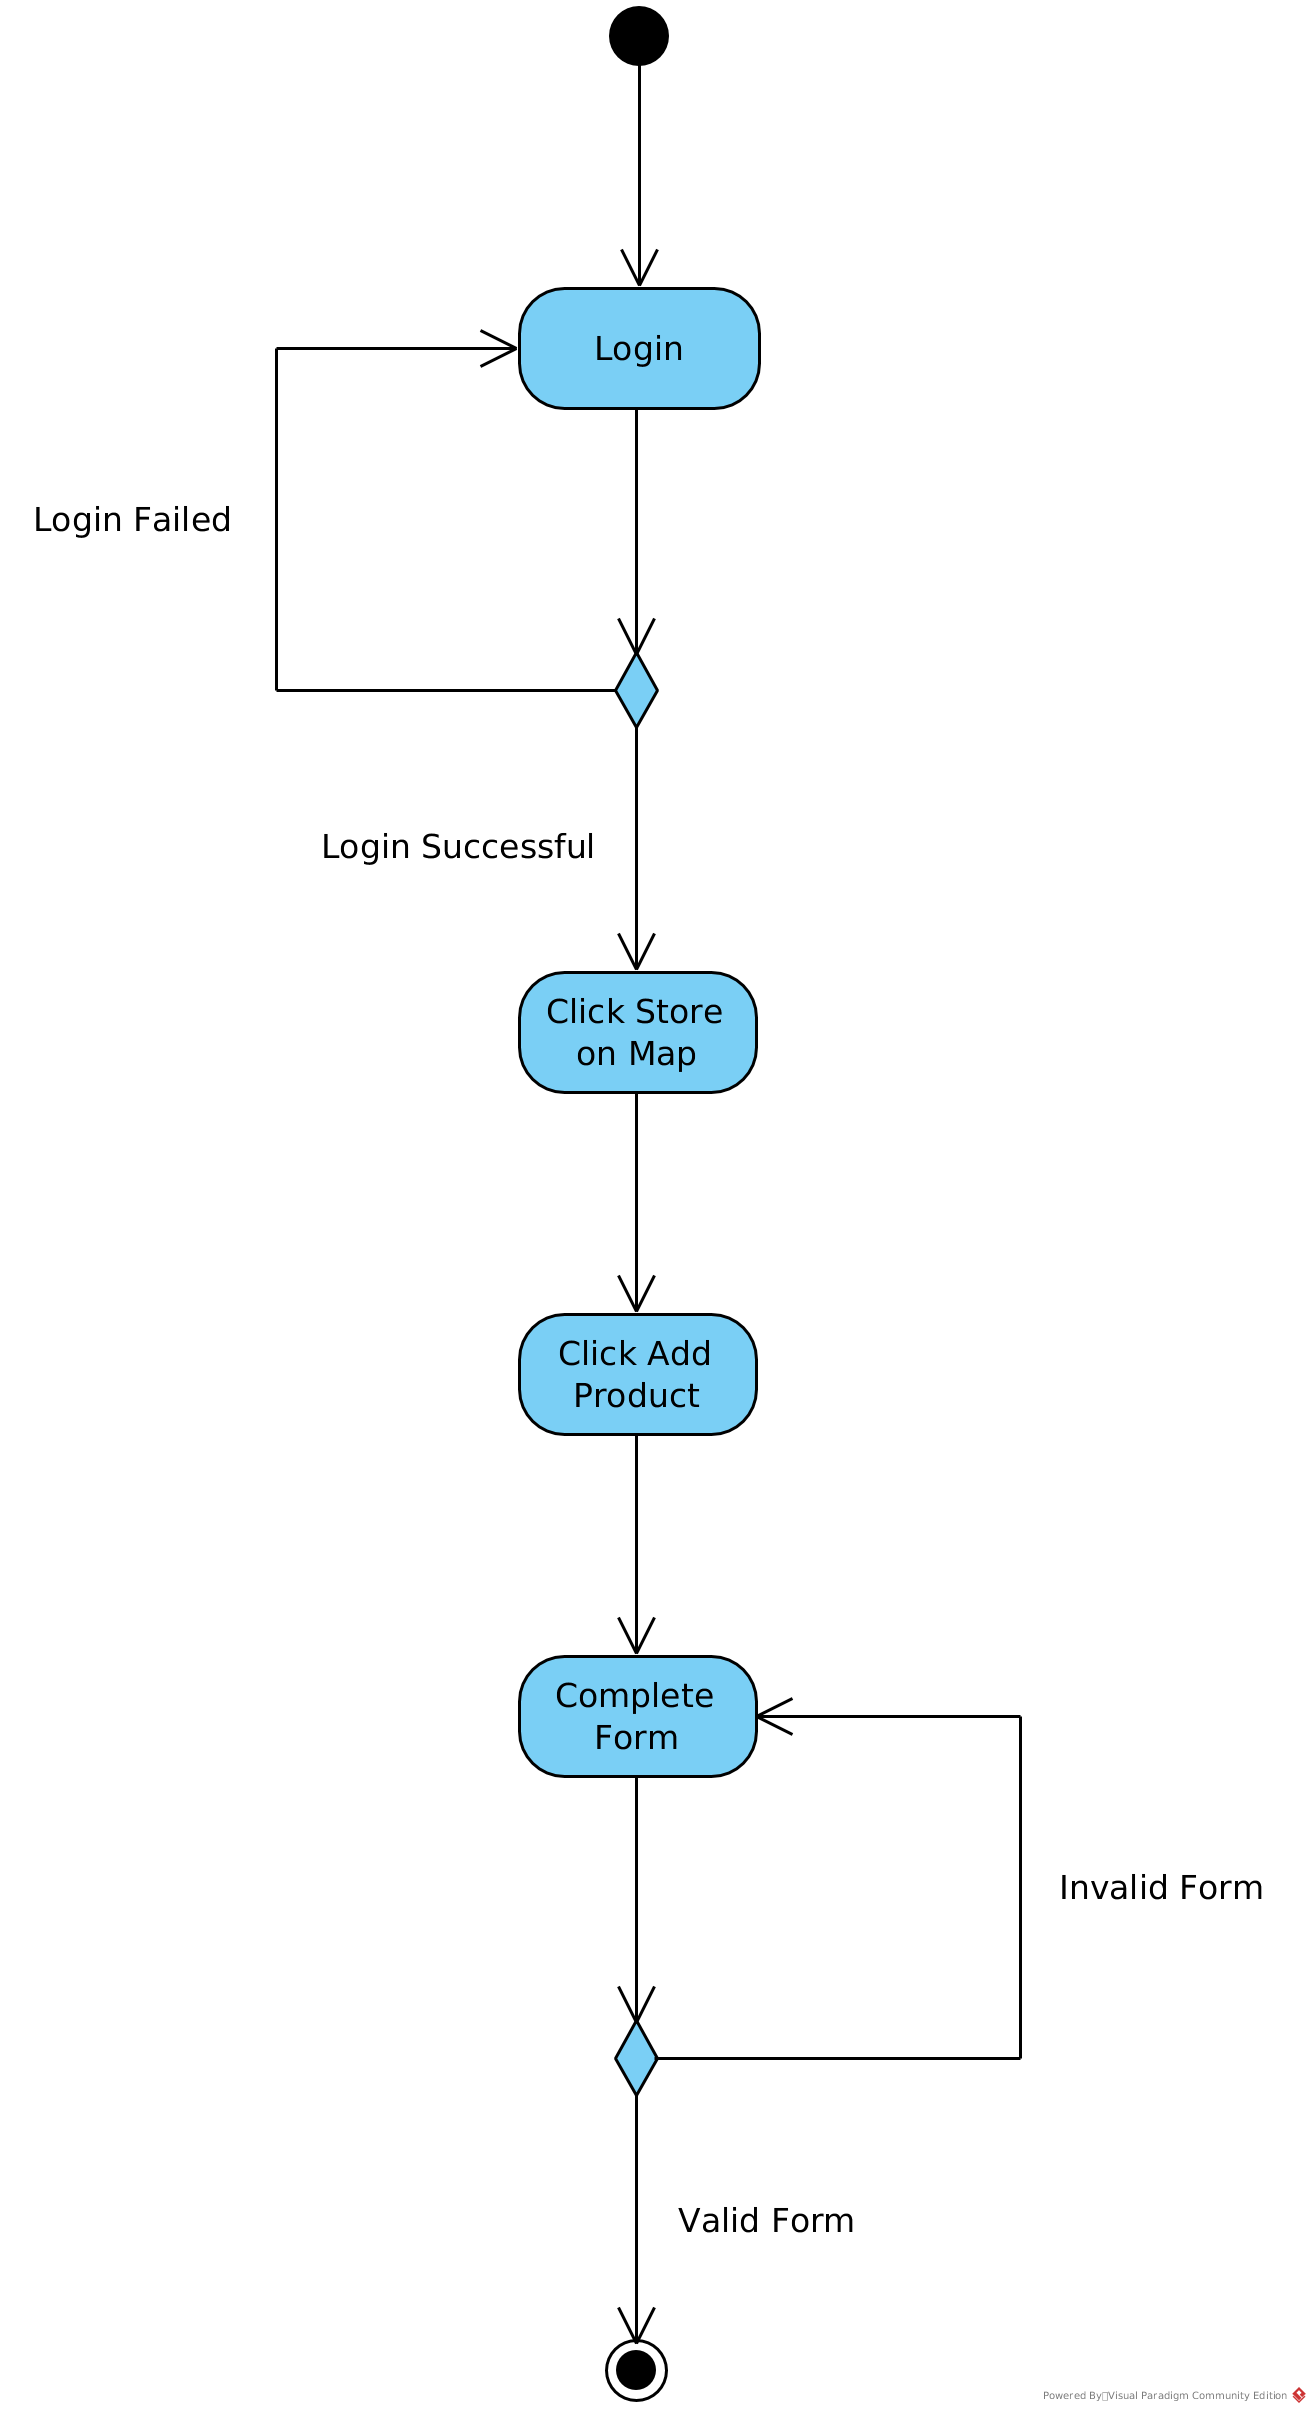 Login
Login Failed
Login Successful
Click Store
on Map
Click Add
Product
Complete
Form
Invalid Form
Valid Form
Powered By Visual Paradigm Community Edition